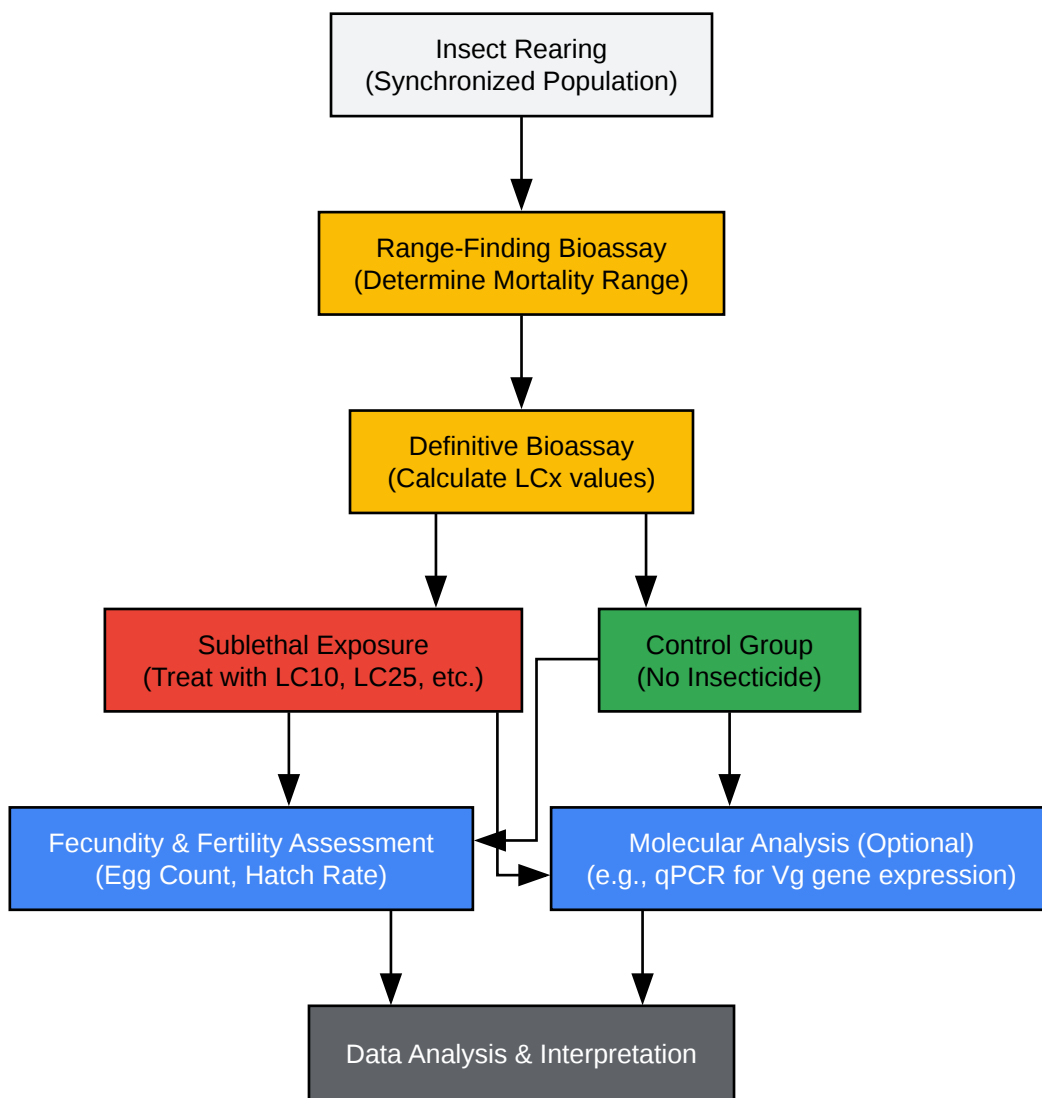 Insect Rearing
(Synchronized Population)
Range-Finding Bioassay
(Determine Mortality Range)
Definitive Bioassay
(Calculate LCx values)
Sublethal Exposure
(Treat with LC10, LC25, etc.)
Control Group
(No Insecticide)
Fecundity & Fertility Assessment
(Egg Count, Hatch Rate)
Molecular Analysis (Optional)
(e.g., qPCR for Vg gene expression)
Data Analysis & Interpretation